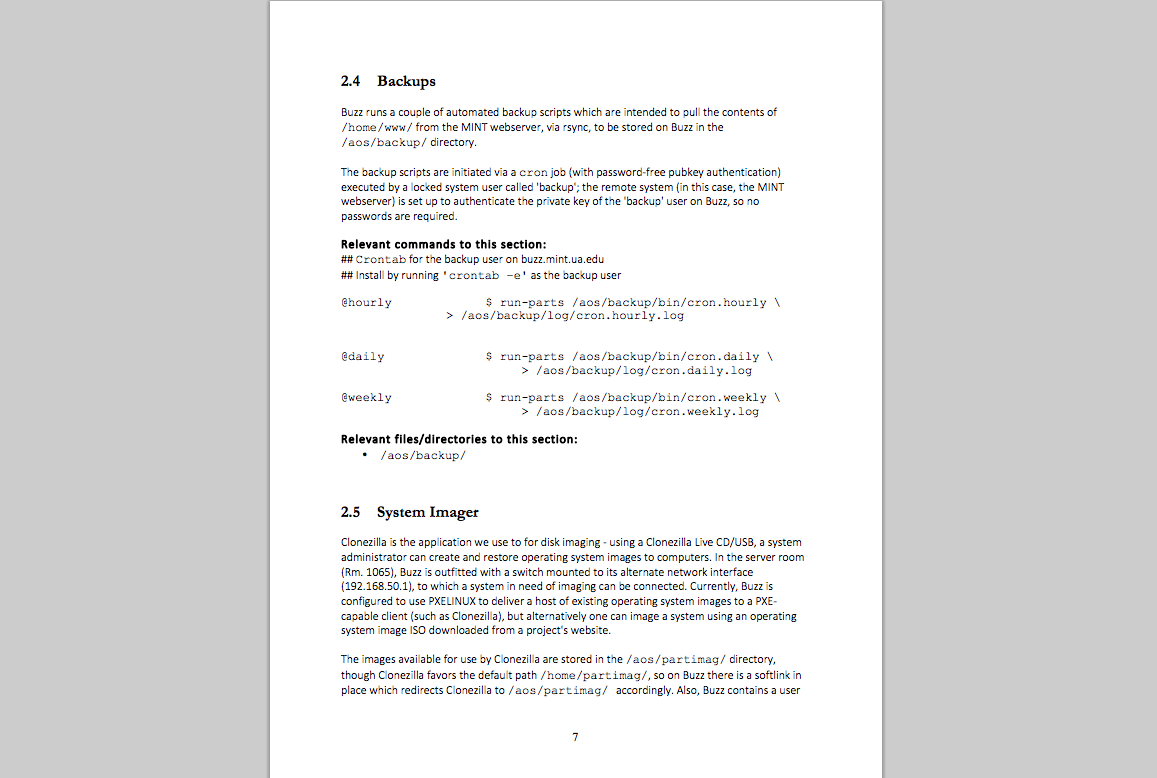 2.4 Backups
Buzz runs a couple of automated backup scripts which are intended to pull the contents of
/home/www/ from the MINT webserver, via rsync, to be stored on Buzz in the
/aos/backup/ directory.
The backup scripts are initiated via a cron job (with password-free pubkey authentication)
executed by a locked system user called 'backup'; the remote system (in this case, the MINT
webserver) is set up to authenticate the private key of the 'backup' user on Buzz, so no
passwords are required.
Relevant commands to this section:
## Crontab for the backup user on buzz.mint.ua.edu
## Install by running 'crontab -e' as the backup user
@hourly $ run-parts /aos/backup/bin/cron.hourly \
> /aos/backup/log/cron.hourly.log
@daily $ run-parts /aos/backup/bin/cron.daily \
> /aos/backup/log/cron.daily.log
@weekly $ run-parts /aos/backup/bin/cron.weekly \
> /aos/backup/log/cron.weekly.log
Relevant files/directories to this section:
• /aos/backup/
2.5 System Imager
Clonezilla is the application we use to for disk imaging - using a Clonezilla Live CD/USB, a system
administrator can create and restore operating system images to computers. In the server room
(Rm. 1065), Buzz is outfitted with a switch mounted to its alternate network interface
(192.168.50.1), to which a system in need of imaging can be connected. Currently, Buzz is
configured to use PXELINUX to deliver a host of existing operating system images to a PXE-
capable client (such as Clonezilla), but alternatively one can image a system using an operating
system image ISO downloaded from a project's website.
The images available for use by Clonezilla are stored in the /aos/partimag/ directory,
though Clonezilla favors the default path /home/partimag/, so on Buzz there is a softlink in
place which redirects Clonezilla to /aos/partimag/ accordingly. Also, Buzz contains a user
7